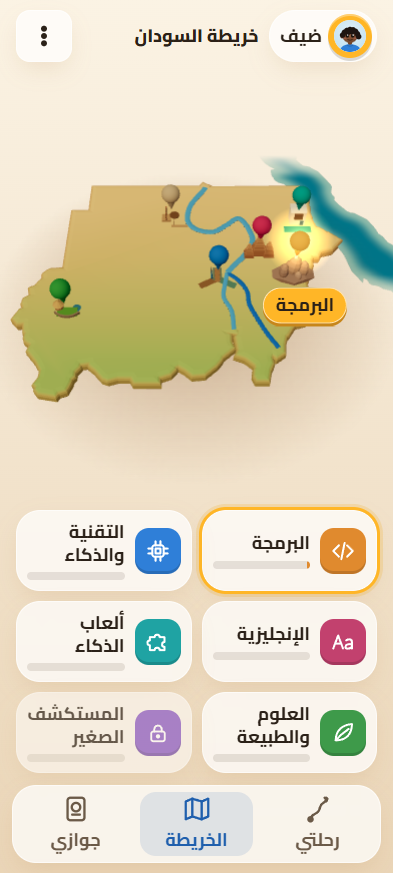 ضيف
خريطة السودان
البرمجة
البرمجة
التقنية
والذكاء
Aa
الإنجليزية
ألعاب
الذكاء
العلوم
والطبيعة
المستكشف
الصغير
رحلتي
الخريطة
جوازي